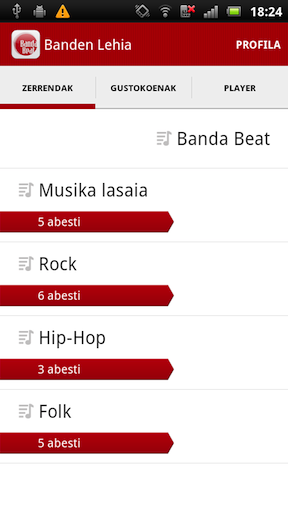 18:24
Banda Beat
Banden Lehia
PROFILA
ZERRENDAK
GUSTOKOENAK
PLAYER
Banda Beat
Musika lasaia
5 abesti
Rock
6 abesti
Hip-Hop
3 abesti
Folk
5 abesti